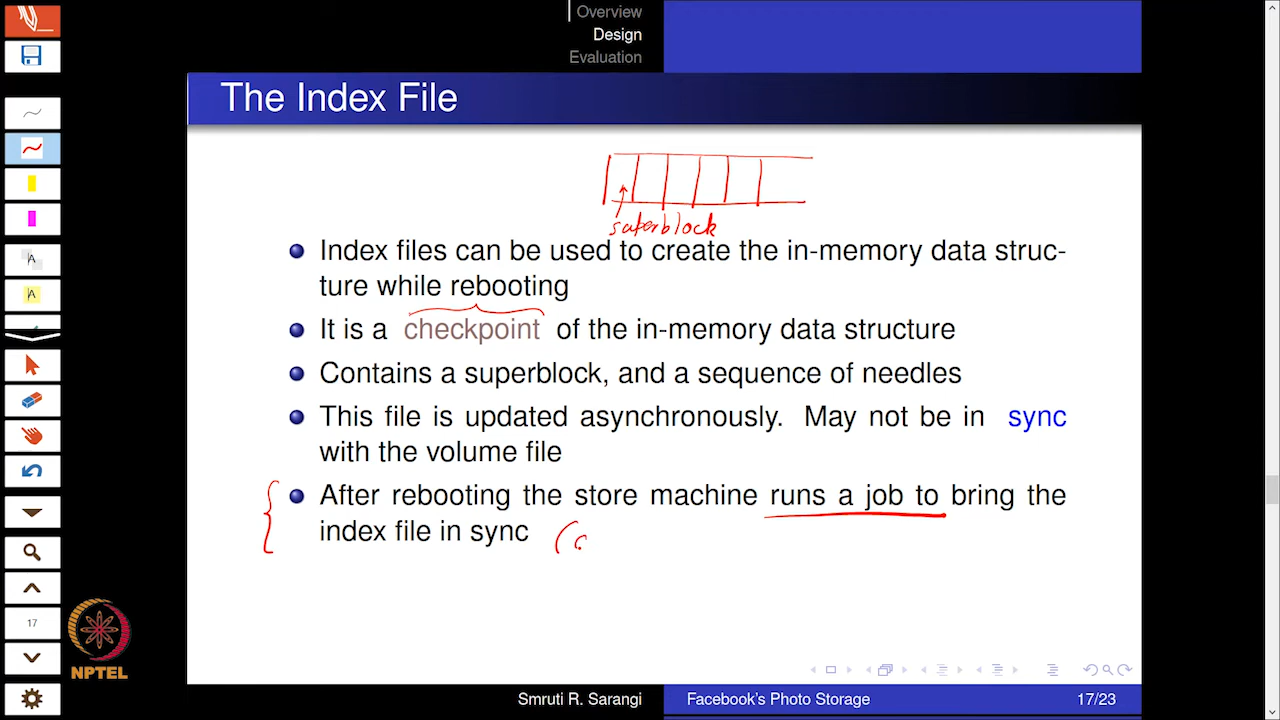 Overview
Design
Evaluation
The Index File
superblock
Index files can be used to create the in-memory data struc-
ture while rebooting
It is a checkpoint of the in-memory data structure
Contains a superblock, and a sequence of needles
This file is updated asynchronously. May not be in sync
with the volume file
After rebooting the store machine runs a job to bring the
index file in sync
A
A
17
NPTEL
Smruti R. Sarangi
Facebook's Photo Storage
17/23